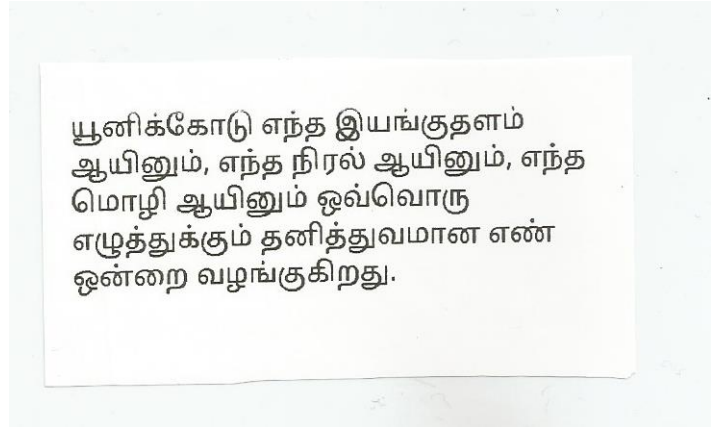 யூனிக்கோடு எந்த இயங்குதளம்
ஆயினும், எந்த நிரல் ஆயினும், எந்த
மொழி ஆயினும் ஒவ்வொரு
எழுத்துக்கும் தனித்துவமான எண்
ஒன்றை வழங்குகிறது.